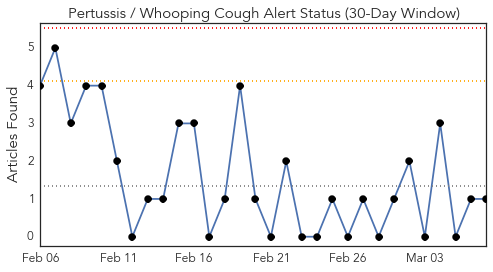 Pertussis / Whooping Cough Alert Status (30-Day Window)
Articles Found
5
4
3
2
1
0
Feb 06 Feb 11 Feb 16 Feb 21 Feb 26 Mar 03